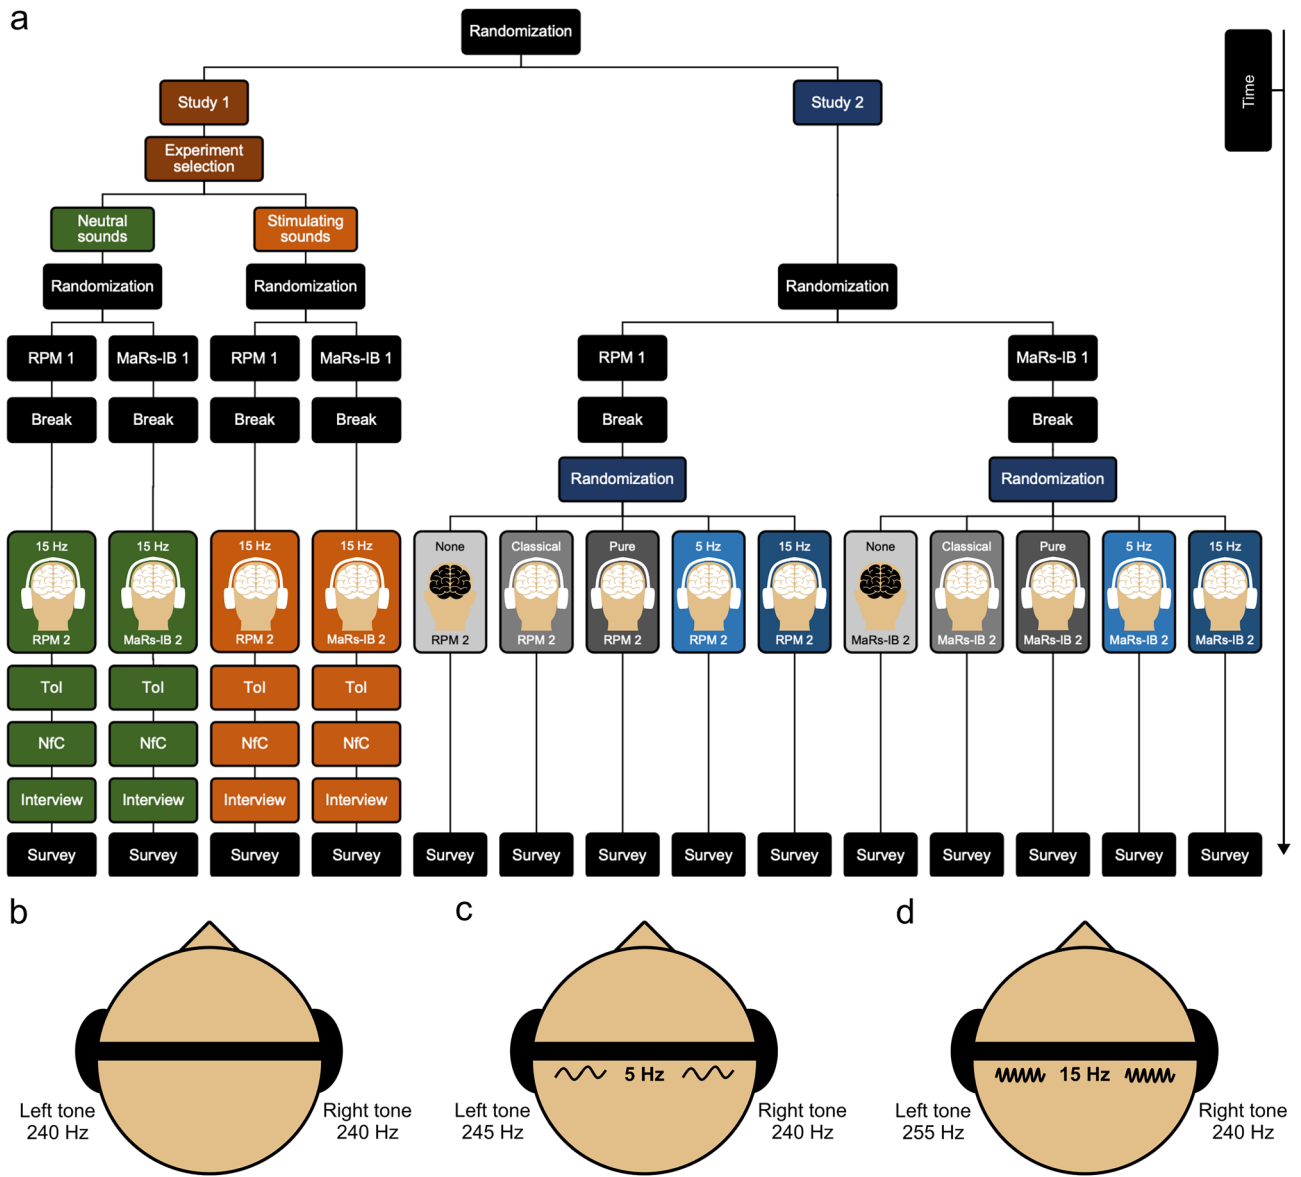 a
Randomization
Time
Study 1
Study 2
Experiment
selection
Neutral
sounds
Stimulating
sounds
Randomization
Randomization
Randomization
RPM 1
MaRs-IB 1
RPM 1
MaRs-IB 1
RPM 1
MaRs-IB 1
Break
Break
Break
Break
Break
Break
Randomization
Randomization
15 Hz
15 Hz
15 Hz
15 Hz
None
Classical
Pure
5 Hz
15 Hz
None
Classical
Pure
5 Hz
15 Hz
RPM 2
MaRs-IB 2
RPM 2
MaRs-IB 2
RPM 2
RPM 2
RPM 2
RPM 2
RPM 2
MaRs-IB 2
MaRs-IB 2
MaRs-IB 2
MaRs-IB 2
MaRs-IB 2
ToI
ToI
ToI
ToI
NfC
NfC
NfC
NfC
Interview
Interview
Interview
Interview
Survey
Survey
Survey
Survey
Survey
Survey
Survey
Survey
Survey
Survey
Survey
Survey
Survey
Survey
b
Left tone
240 Hz
Right tone
240 Hz
c
5 Hz
Left tone
245 Hz
Right tone
240 Hz
d
15 Hz
Left tone
255 Hz
Right tone
240 Hz